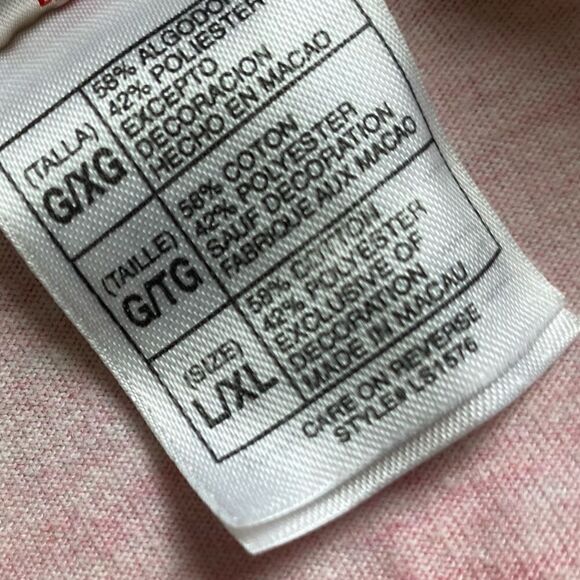 (TALLA)
G/XG
58% ALGODON
42% POLIESTER
EXCEPTO
DECORACION
HECHO EN MACAO
(TAILLE)
G/TG
58% COTON
42% POLYESTER
SAUF DECORATION
FABRIQUE AUX MACAO
(SIZE)
L/XL
58% COTTON
42% POLYESTER
EXCLUSIVE OF
DECORATION
MADE IN MACAU
CARE ON REVERSE
STYLE# LS1576